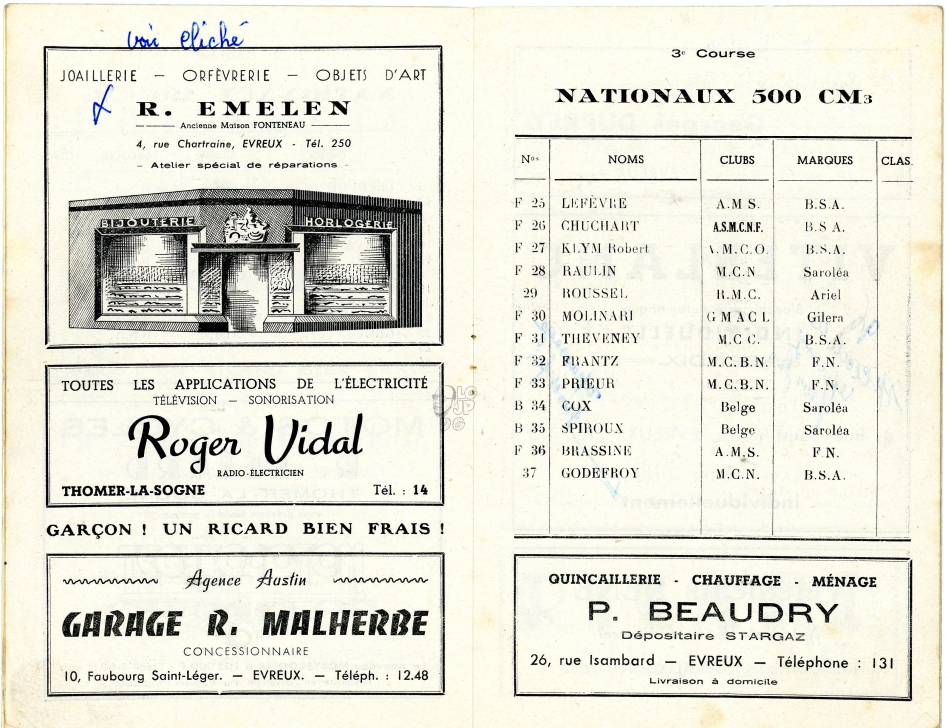 voir cliché
JOAILLERIE — ORFÈVRERIE — OBJETS D'ART
R. EMELEN
Ancienne Maison FONTENEAU
4, rue Chartraine, EVREUX - Tél. 250
- Atelier spécial de réparations -
BIJOUTERIE
HORLOGERIE
TOUTES LES APPLICATIONS DE L'ÉLECTRICITÉ
TÉLÉVISION — SONORISATION
Roger Vidal
RADIO-ÉLECTRICIEN
THOMER-LA-SOGNE Tél. : 14
GARÇON ! UN RICARD BIEN FRAIS !
Agence Austin
GARAGE R. MALHERBE
CONCESSIONNAIRE
10, Faubourg Saint-Léger. — EVREUX. — Téléph. : 12.48
3e Course
NATIONAUX 500 CM3
Nos NOMS CLUBS MARQUES CLAS.
F 25 LEFÈVRE A.M S. B.S.A.
F 26 CHUCHART A.S.M.C.N.F. B.S A.
F 27 KLYM Robert A.M.C.O. B.S.A.
F 28 RAULIN M.C.N. Saroléa
29 ROUSSEL R.M.C. Ariel
F 30 MOLINARI G M A C L Gilera
F 31 THEVENEY M.C C. B.S.A.
F 32 FRANTZ M.C.B.N. F.N.
F 33 PRIEUR M.C.B.N. F.N.
B 34 COX Belge Saroléa
B 35 SPIROUX Belge Saroléa
F 36 BRASSINE A.M.S. F.N.
37 GODEFROY M.C.N. B.S.A.
QUINCAILLERIE - CHAUFFAGE - MÉNAGE
P. BEAUDRY
Dépositaire STARGAZ
26, rue Isambard — EVREUX — Téléphone : 131
Livraison à domicile